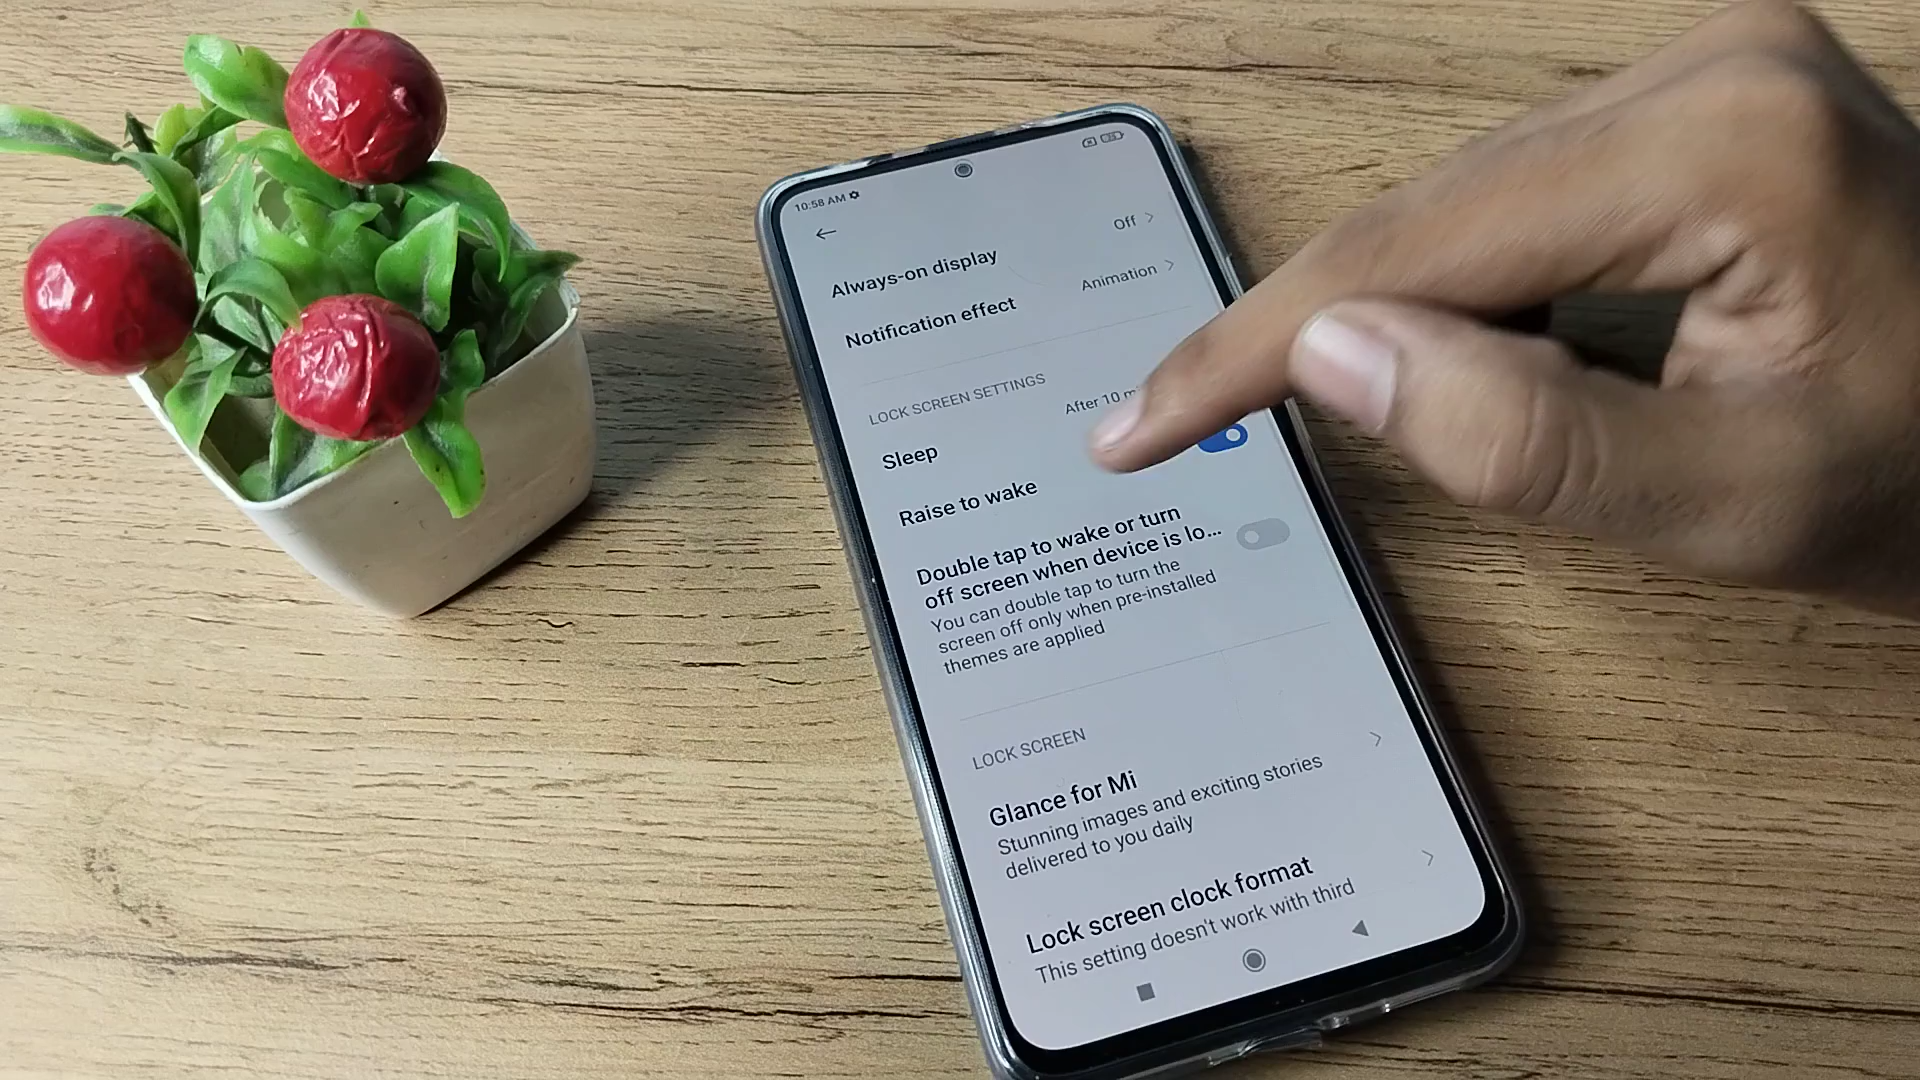 10:58 AM
Always-on display
Off
Notification effect
Animation
LOCK SCREEN SETTINGS
Sleep
After 10
Raise to wake
Double tap to wake or turn
off screen when device is lo...
You can double tap to turn the
screen off only when pre-installed
themes are applied
LOCK SCREEN
Glance for Mi
Stunning images and exciting stories
delivered to you daily
Lock screen clock format
This setting doesn't work with third